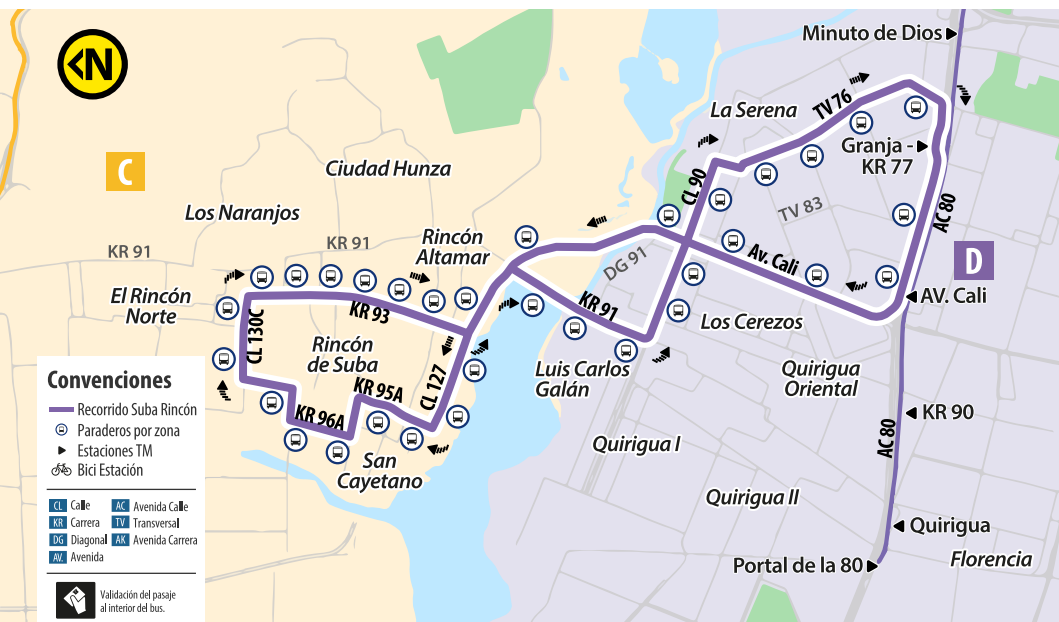 Minuto de Dios
N
La Serena
TV 76
Granja -
KR 77
C
Ciudad Hunza
CL 90
TV 83
AC 80
Los Naranjos
KR 91
KR 91
Rincón
Altamar
DG 91
Av. Cali
D
El Rincón
Norte
KR 93
KR 91
AV. Cali
CL 130C
Rincón
de Suba
Los Cerezos
Luis Carlos
Galán
Quirigua
Oriental
KR 95A
CL 127
KR 96A
KR 90
AC 80
San
Cayetano
Quirigua I
Quirigua II
Quirigua
Portal de la 80
Florencia
Convenciones
Recorrido Suba Rincón
Paraderos por zona
Estaciones TM
Bici Estación
CL Calle
AC Avenida Calle
KR Carrera
TV Transversal
DG Diagonal
AK Avenida Carrera
AV. Avenida
Validación del pasaje
al interior del bus.